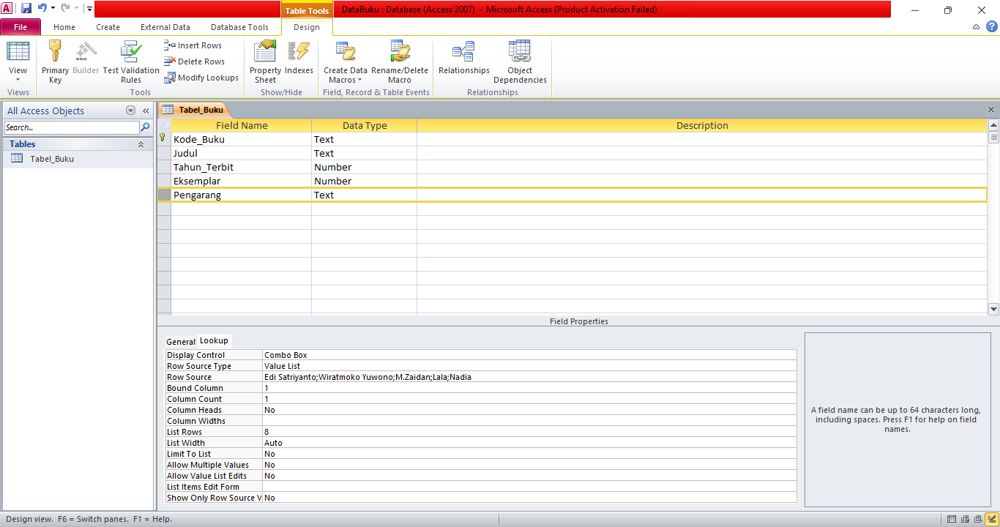 Table Tools
DataBuku : Database (Access 2007) - Microsoft Access (Product Activation Failed)
File Home Create External Data Database Tools Design
View
Primary Key
Builder
Test Validation Rules
Insert Rows
Delete Rows
Modify Lookups
Property Sheet
Indexes
Create Data Macros
Rename/Delete Macro
Relationships
Object Dependencies
Views Tools Show/Hide Field, Record & Table Events Relationships
All Access Objects
Search...
Tables
Tabel_Buku
Tabel_Buku
Field Name Data Type Description
Kode_Buku Text
Judul Text
Tahun_Terbit Number
Eksemplar Number
Pengarang Text
Field Properties
General Lookup
Display Control Combo Box
Row Source Type Value List
Row Source Edi Satriyanto;Wiratmoko Yuwono;M.Zaidan;Lala;Nadia
Bound Column 1
Column Count 1
Column Heads No
Column Widths
List Rows 8
List Width Auto
Limit To List No
Allow Multiple Values No
Allow Value List Edits No
List Items Edit Form
Show Only Row Source V No
A field name can be up to 64 characters long,
including spaces. Press F1 for help on field
names.
Design view. F6 = Switch panes. F1 = Help.